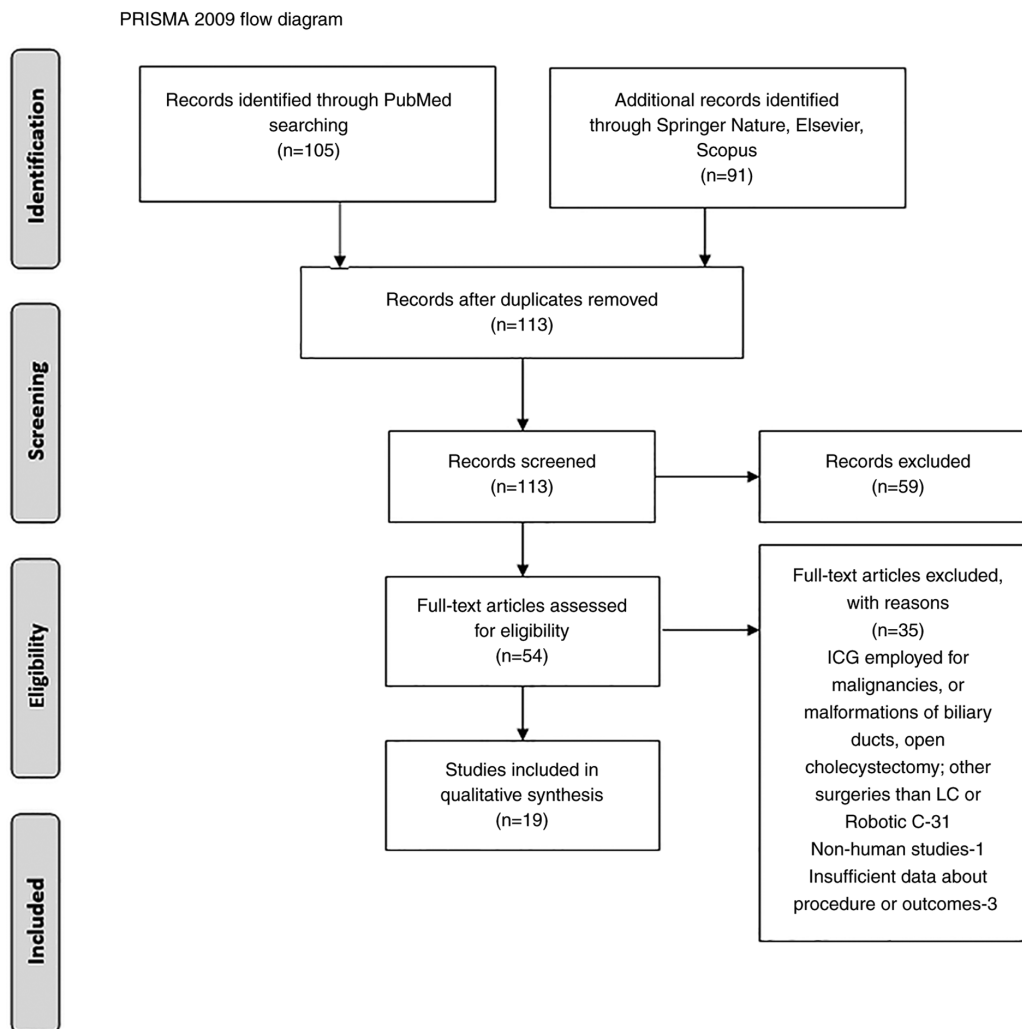 PRISMA 2009 flow diagram
Identification
Records identified through PubMed
searching
(n=105)
Additional records identified
through Springer Nature, Elsevier,
Scopus
(n=91)
Records after duplicates removed
(n=113)
Screening
Records screened
(n=113)
Records excluded
(n=59)
Eligibility
Full-text articles assessed
for eligibility
(n=54)
Full-text articles excluded,
with reasons
(n=35)
ICG employed for
malignancies, or
malformations of biliary
ducts, open
cholecystectomy; other
surgeries than LC or
Robotic C-31
Non-human studies-1
Insufficient data about
procedure or outcomes-3
Studies included in
qualitative synthesis
(n=19)
Included